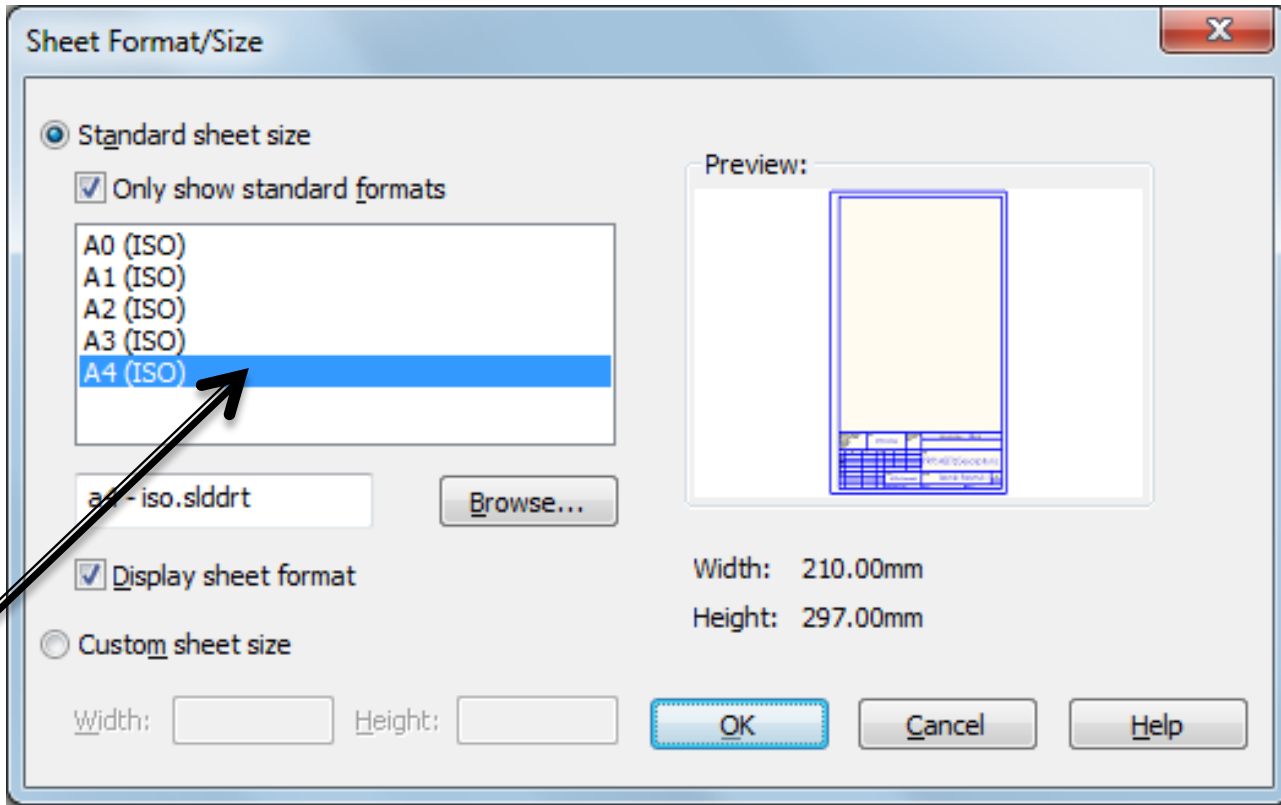 Sheet Format/Size
Standard sheet size
Only show standard formats
A0 (ISO)
A1 (ISO)
A2 (ISO)
A3 (ISO)
A4 (ISO)
a4 - iso.slddrt
Browse...
Display sheet format
Custom sheet size
Width:
Height:
Preview:
Width: 210.00mm
Height: 297.00mm
OK
Cancel
Help